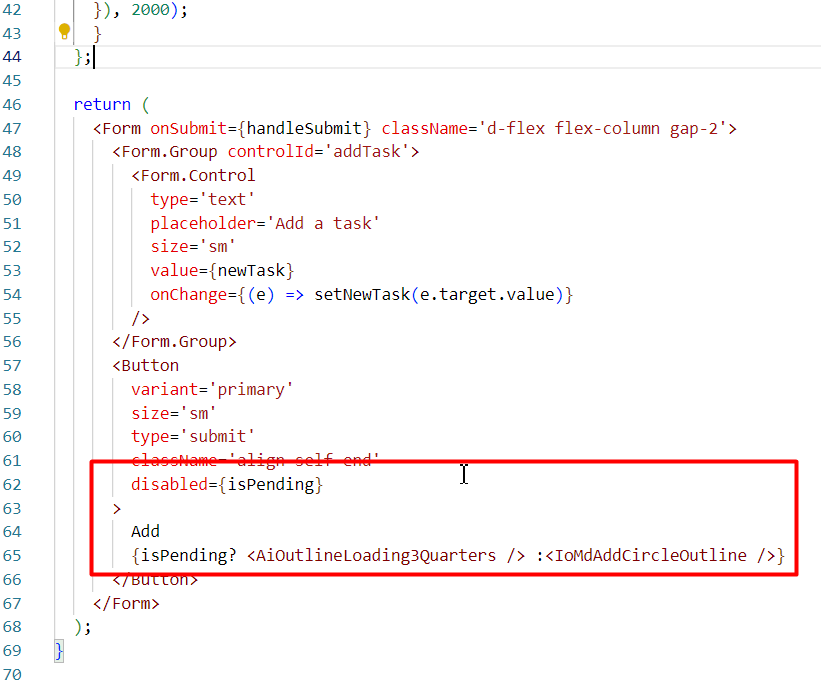 42 }), 2000);
43 }
44 };
45
46 return (
47 <Form onSubmit={handleSubmit} className='d-flex flex-column gap-2'>
48 <Form.Group controlId='addTask'>
49 <Form.Control
50 type='text'
51 placeholder='Add a task'
52 size='sm'
53 value={newTask}
54 onChange={(e) => setNewTask(e.target.value)}
55 />
56 </Form.Group>
57 <Button
58 variant='primary'
59 size='sm'
60 type='submit'
61 className='align-self-end'
62 disabled={isPending}
63 >
64 Add
65 {isPending? <AiOutlineLoading3Quarters /> :<IoMdAddCircleOutline />}
66 </Button>
67 </Form>
68 );
69 }
70